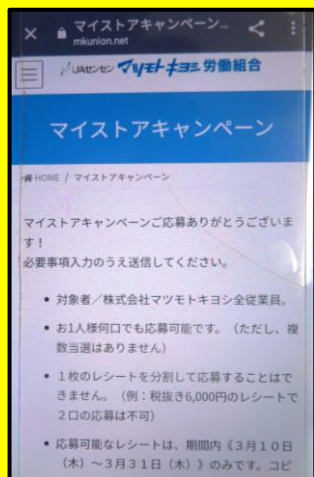 マイストアキャンペーン...
mkunion.net
UAゼンセン マツモトキヨシ 労働組合
マイストアキャンペーン
HOME / マイストアキャンペーン
マイストアキャンペーンご応募ありがとうございま
す！
必要事項入力のうえ送信してください。
• 対象者／株式会社マツモトキヨシ全従業員。
• お1人様何口でも応募可能です。（ただし、複
数当選はありません）
• １枚のレシートを分割して応募することはで
きません。（例：税抜き6,000円のレシートで
２口の応募は不可）
• 応募可能なレシートは、期間内《３月１０日
（木）～３月３１日（木）》のみです。コピ